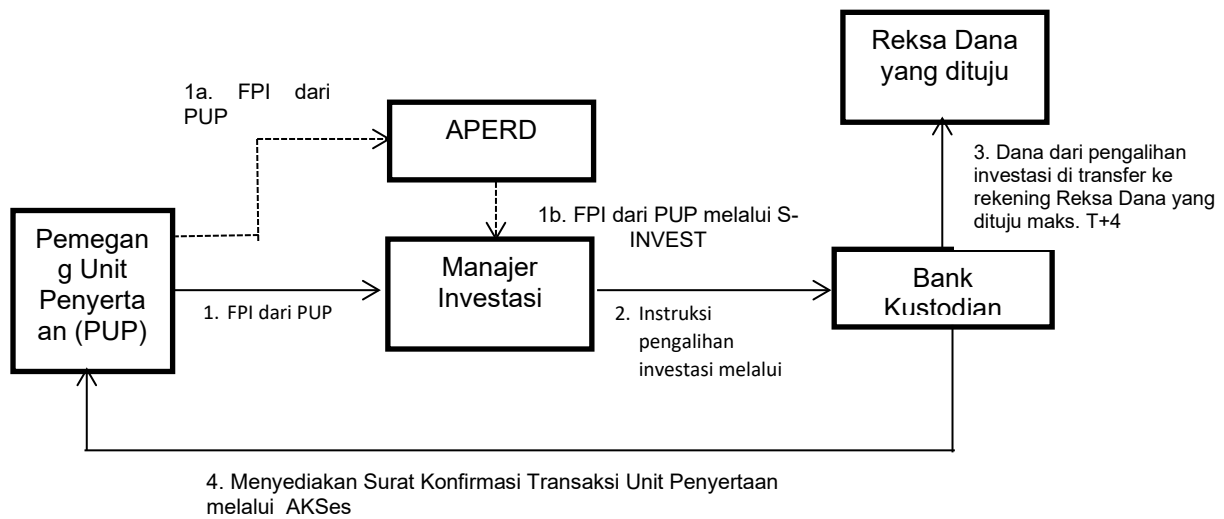 Reksa Dana
yang dituju
1a. FPI dari
PUP
APERD
3. Dana dari pengalihan
investasi di transfer ke
rekening Reksa Dana yang
dituju maks. T+4
1b. FPI dari PUP melalui S-
INVEST
Pemegan
g Unit
Penyerta
an (PUP)
Manajer
Investasi
Bank
Kustodian
1. FPI dari PUP
2. Instruksi
pengalihan
investasi melalui
4. Menyediakan Surat Konfirmasi Transaksi Unit Penyertaan
melalui AKSes